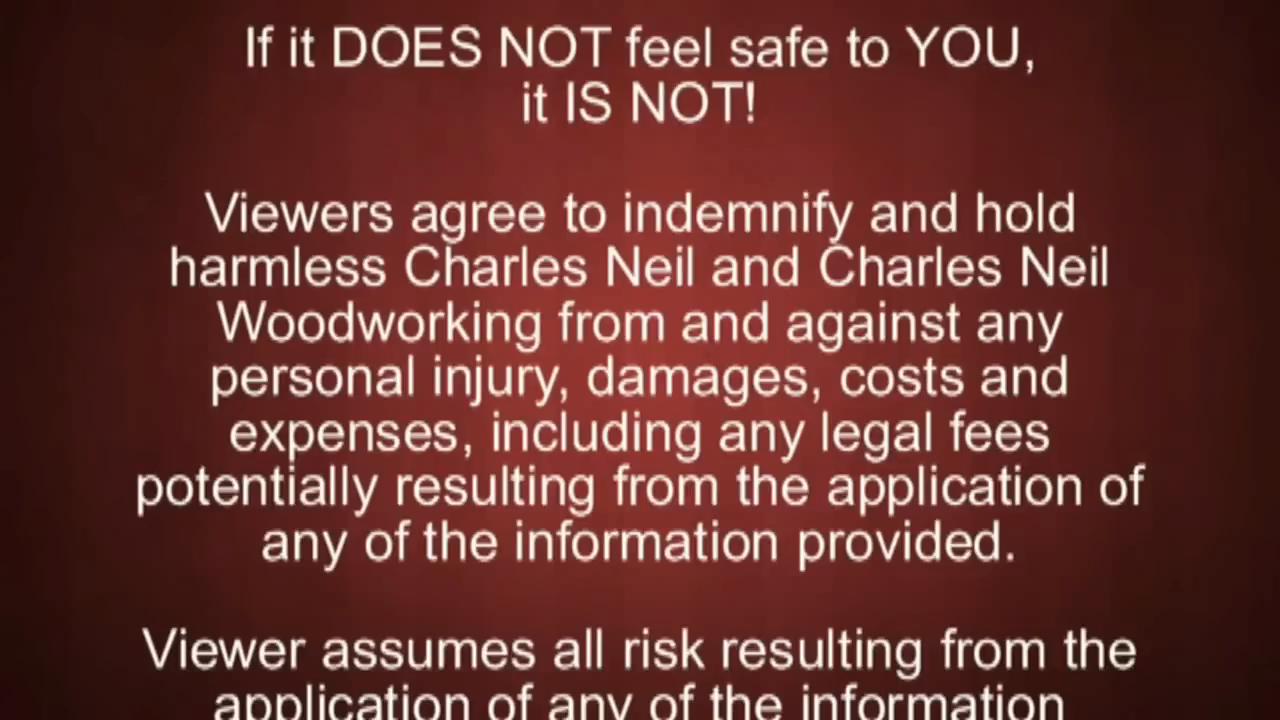 If it DOES NOT feel safe to YOU,
it IS NOT!
Viewers agree to indemnify and hold
harmless Charles Neil and Charles Neil
Woodworking from and against any
personal injury, damages, costs and
expenses, including any legal fees
potentially resulting from the application of
any of the information provided.
Viewer assumes all risk resulting from the
application of any of the information